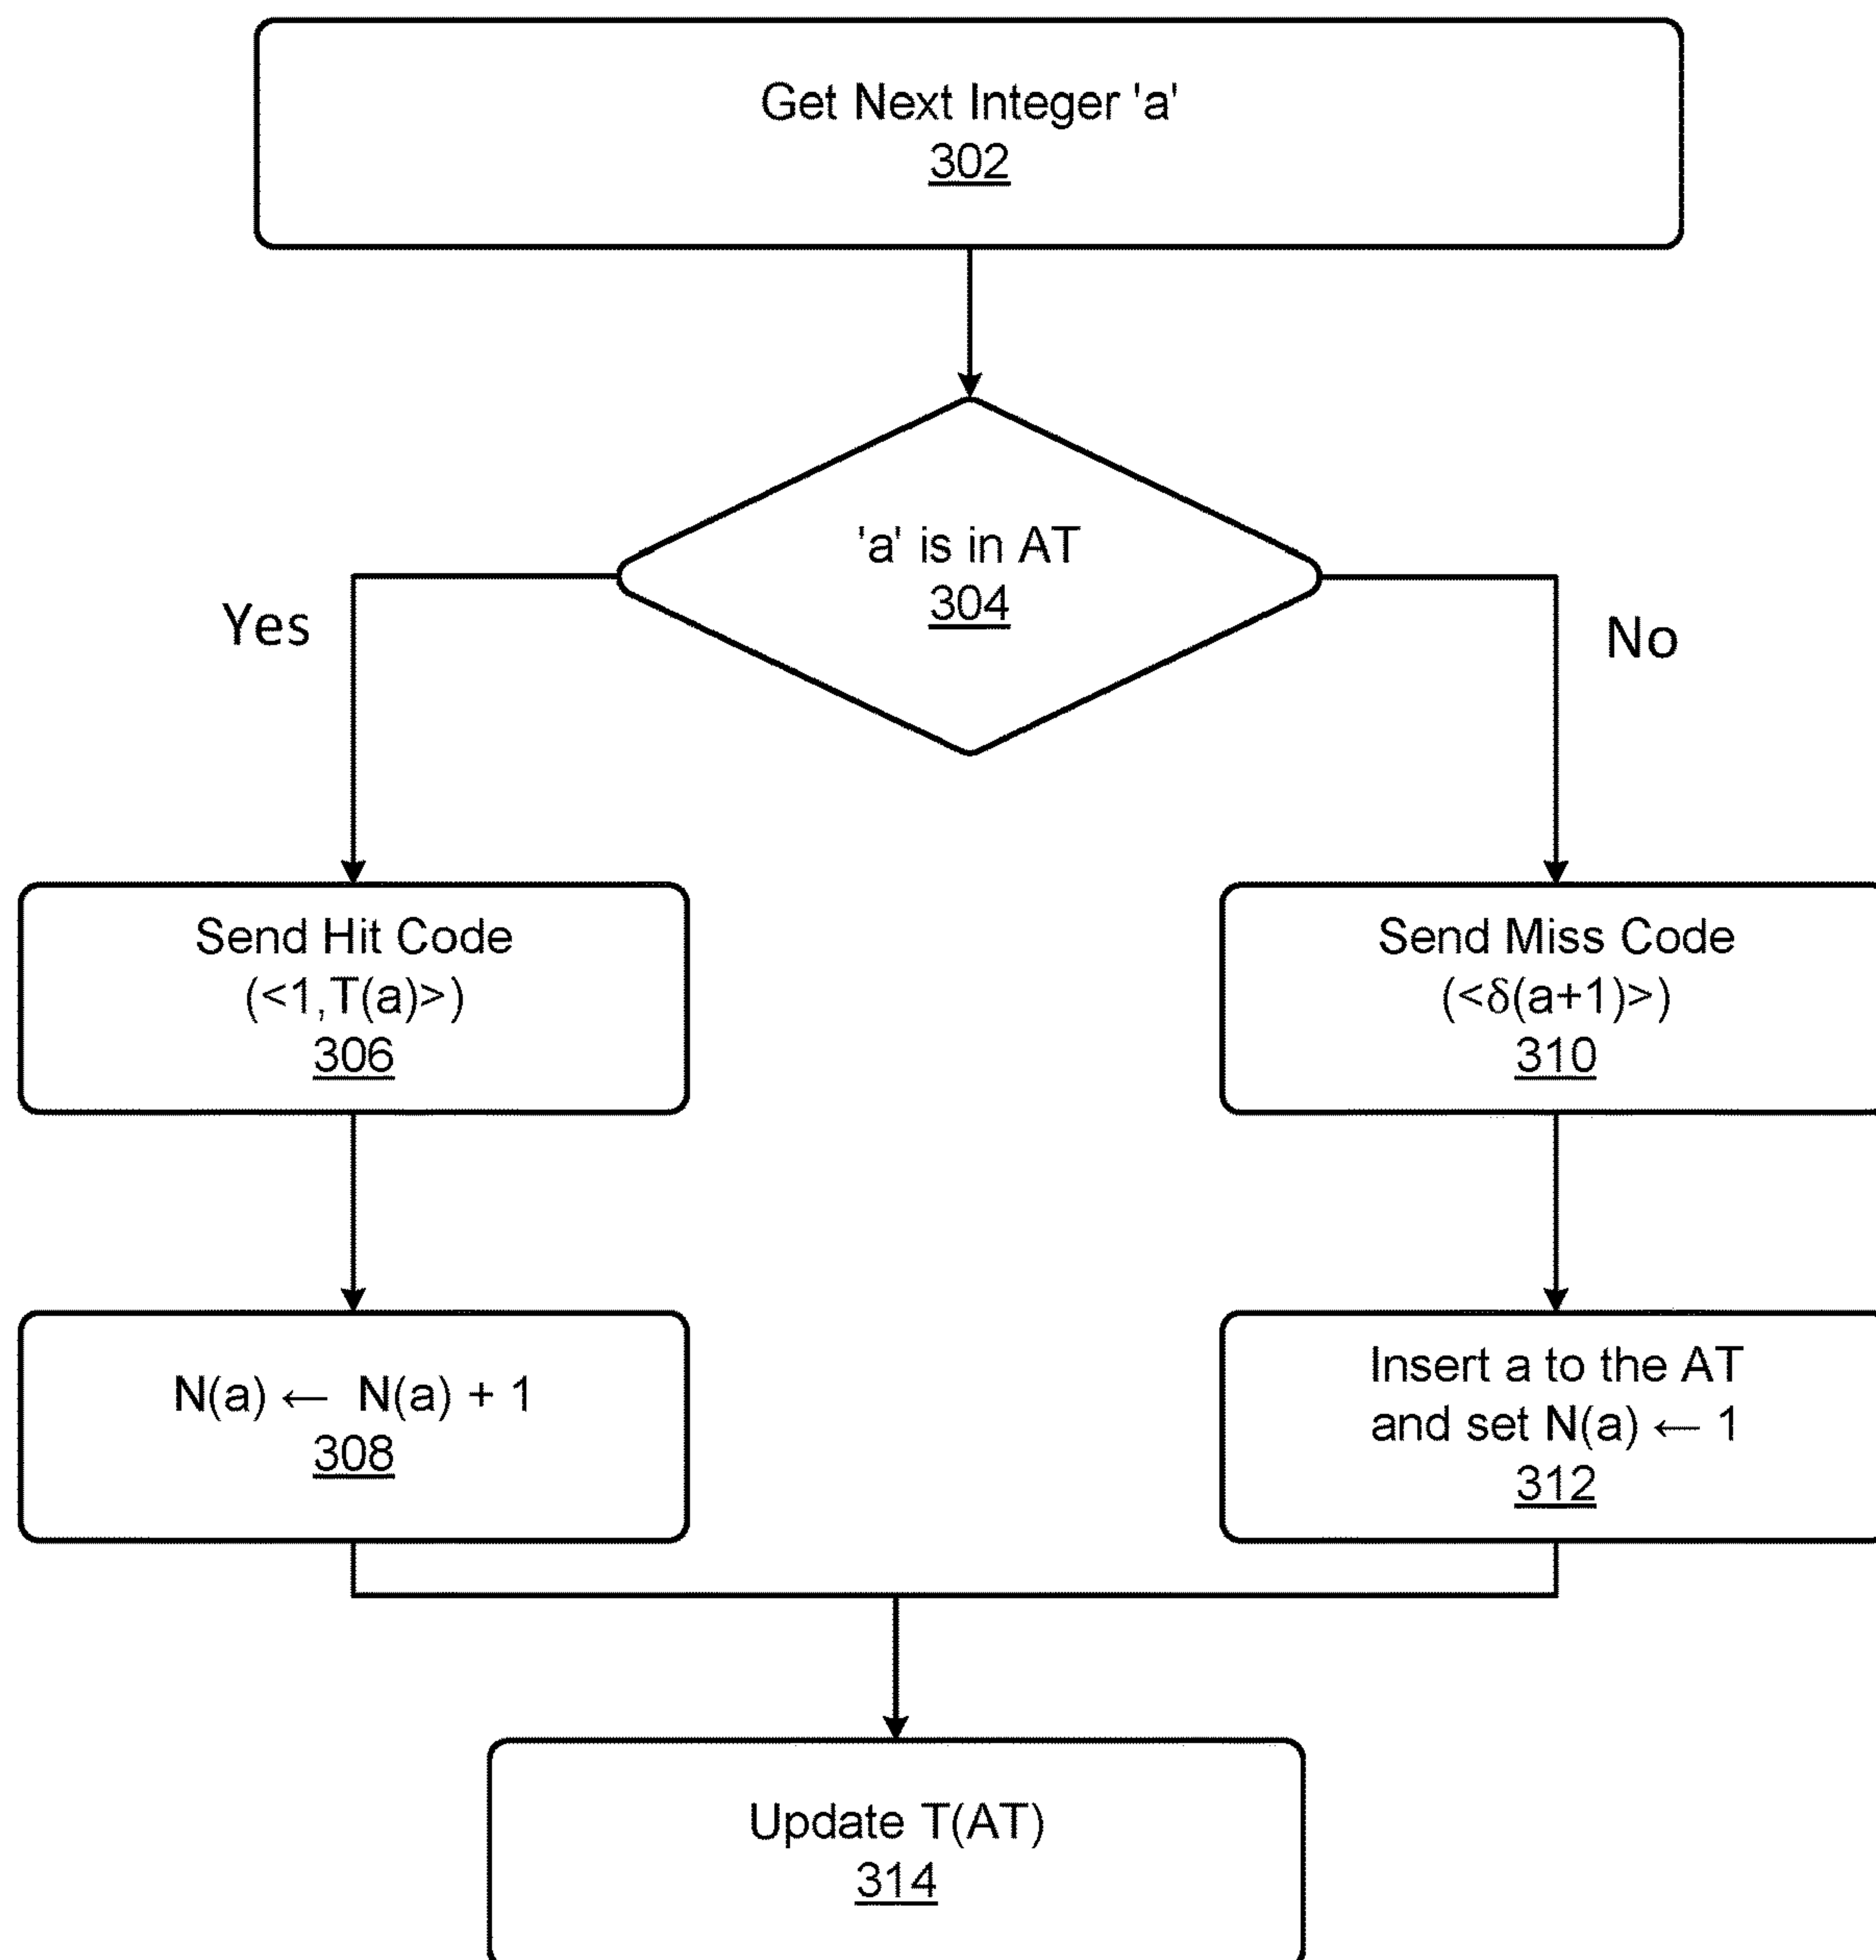 Get Next Integer 'a'
302
'a' is in AT
304
Yes
No
Send Hit Code
(<1,T(a)>)
306
Send Miss Code
(<δ(a+1)>)
310
N(a) ← N(a) + 1
308
Insert a to the AT
and set N(a) ← 1
312
Update T(AT)
314